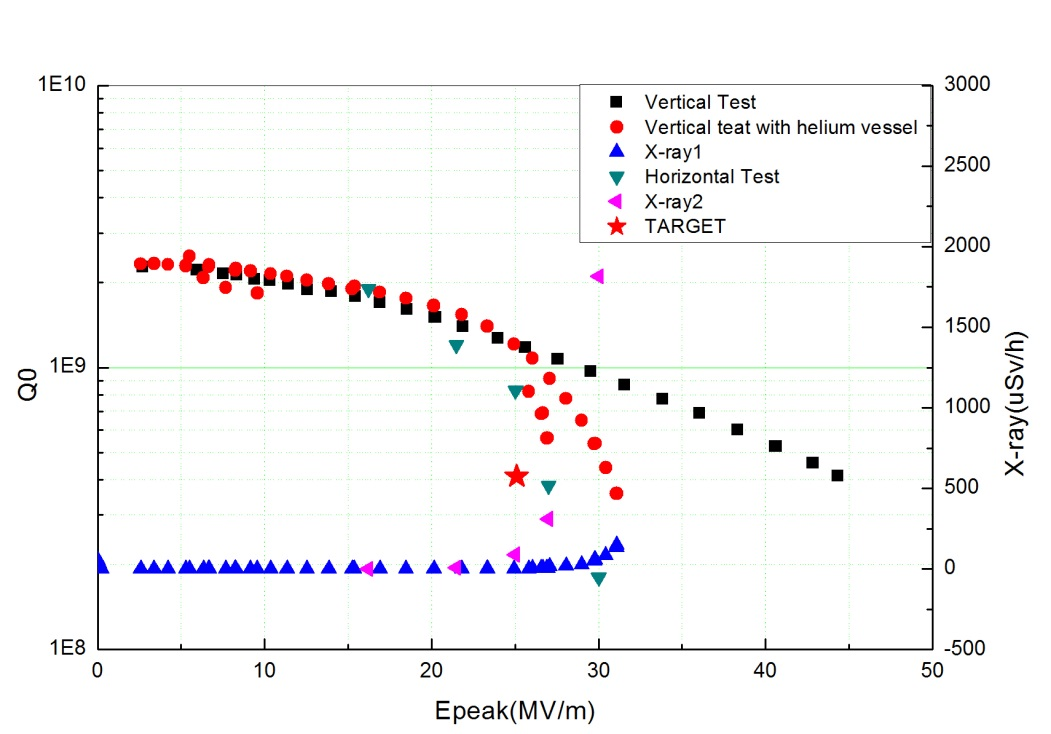 1E10
1E9
1E8
Q0
3000
2500
2000
1500
1000
500
0
-500
X-ray(uSv/h)
Vertical Test
Vertical teat with helium vessel
X-ray1
Horizontal Test
X-ray2
TARGET
0 10 20 30 40 50
Epeak(MV/m)